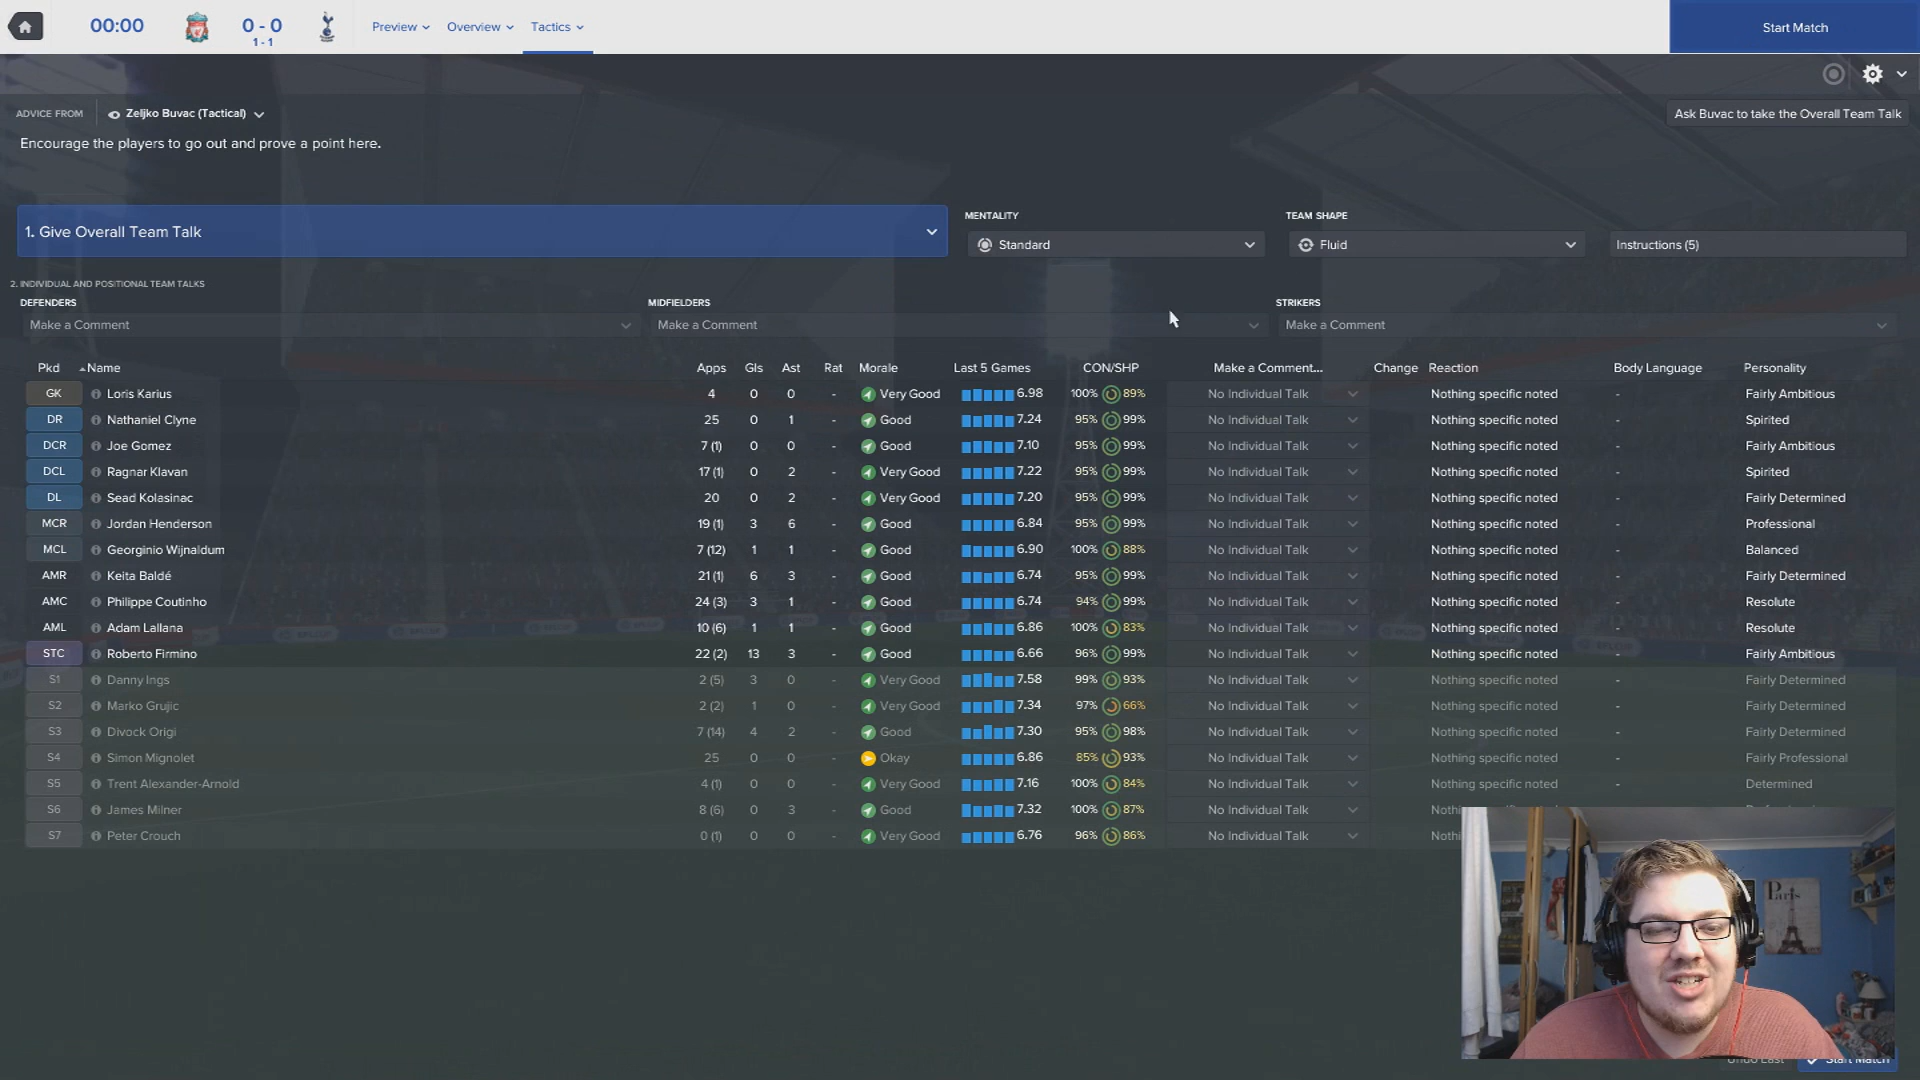 00:00
0 - 0
1 - 1
Preview
Overview
Tactics
Start Match
ADVICE FROM
Zeljko Buvac (Tactical)
Ask Buvac to take the Overall Team Talk
Encourage the players to go out and prove a point here.
1. Give Overall Team Talk
MENTALITY
Standard
TEAM SHAPE
Fluid
Instructions (5)
2. INDIVIDUAL AND POSITIONAL TEAM TALKS
DEFENDERS MIDFIELDERS STRIKERS
Make a Comment Make a Comment Make a Comment
Pkd Name Apps Gls Ast Rat Morale Last 5 Games CON/SHP Make a Comment... Change Reaction Body Language Personality
GK Loris Karius 4 0 0 - Very Good 6.98 100% 89% No Individual Talk Nothing specific noted - Fairly Ambitious
DR Nathaniel Clyne 25 0 1 - Good 7.24 95% 99% No Individual Talk Nothing specific noted - Spirited
DCR Joe Gomez 7 (1) 0 0 - Good 7.10 95% 99% No Individual Talk Nothing specific noted - Fairly Ambitious
DCL Ragnar Klavan 17 (1) 0 2 - Very Good 7.22 95% 99% No Individual Talk Nothing specific noted - Spirited
DL Sead Kolasinac 20 0 2 - Very Good 7.20 95% 99% No Individual Talk Nothing specific noted - Fairly Determined
MCR Jordan Henderson 19 (1) 3 6 - Good 6.84 95% 99% No Individual Talk Nothing specific noted - Professional
MCL Georginio Wijnaldum 7 (12) 1 1 - Good 6.90 100% 88% No Individual Talk Nothing specific noted - Balanced
AMR Keita Baldé 21 (1) 6 3 - Good 6.74 95% 99% No Individual Talk Nothing specific noted - Fairly Determined
AMC Philippe Coutinho 24 (3) 3 1 - Good 6.74 94% 99% No Individual Talk Nothing specific noted - Resolute
AML Adam Lallana 10 (6) 1 1 - Good 6.86 100% 83% No Individual Talk Nothing specific noted - Resolute
STC Roberto Firmino 22 (2) 13 3 - Good 6.66 96% 99% No Individual Talk Nothing specific noted - Fairly Ambitious
S1 Danny Ings 2 (5) 3 0 - Very Good 7.58 99% 93% No Individual Talk Nothing specific noted - Fairly Determined
S2 Marko Grujic 2 (2) 1 0 - Very Good 7.34 97% 66% No Individual Talk Nothing specific noted - Fairly Determined
S3 Divock Origi 7 (14) 4 2 - Good 7.30 95% 98% No Individual Talk Nothing specific noted - Fairly Determined
S4 Simon Mignolet 25 0 0 - Okay 6.86 85% 93% No Individual Talk Nothing specific noted - Fairly Professional
S5 Trent Alexander-Arnold 4 (1) 0 0 - Very Good 7.16 100% 84% No Individual Talk Nothing specific noted - Determined
S6 James Milner 8 (6) 0 3 - Good 7.32 100% 87% No Individual Talk
S7 Peter Crouch 0 (1) 0 0 - Very Good 6.76 96% 86% No Individual Talk
Paris
Undo Last Start Match